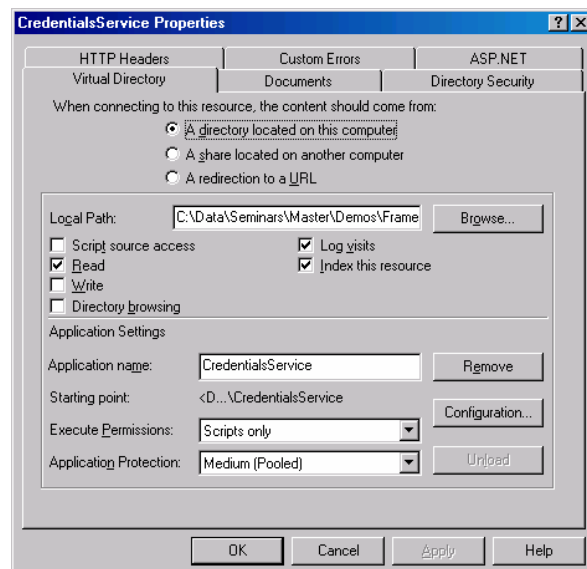 CredentialsService Properties
HTTP Headers Custom Errors ASP.NET
Virtual Directory Documents Directory Security
When connecting to this resource, the content should come from:
A directory located on this computer
A share located on another computer
A redirection to a URL
Local Path: C:\Data\Seminars\Master\Demos\Frame Browse...
Script source access Log visits
Read Index this resource
Write
Directory browsing
Application Settings
Application name: CredentialsService Remove
Starting point: <D...\CredentialsService
Configuration...
Execute Permissions: Scripts only
Application Protection: Medium (Pooled) Unload
OK Cancel Apply Help